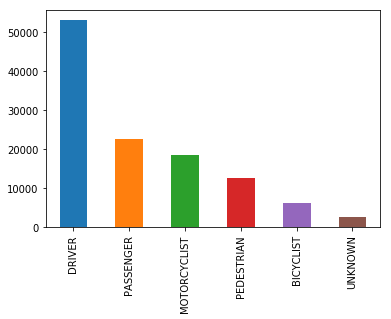 50000
40000
30000
20000
10000
0
DRIVER
PASSENGER
MOTORCYCLIST
PEDESTRIAN
BICYCLIST
UNKNOWN